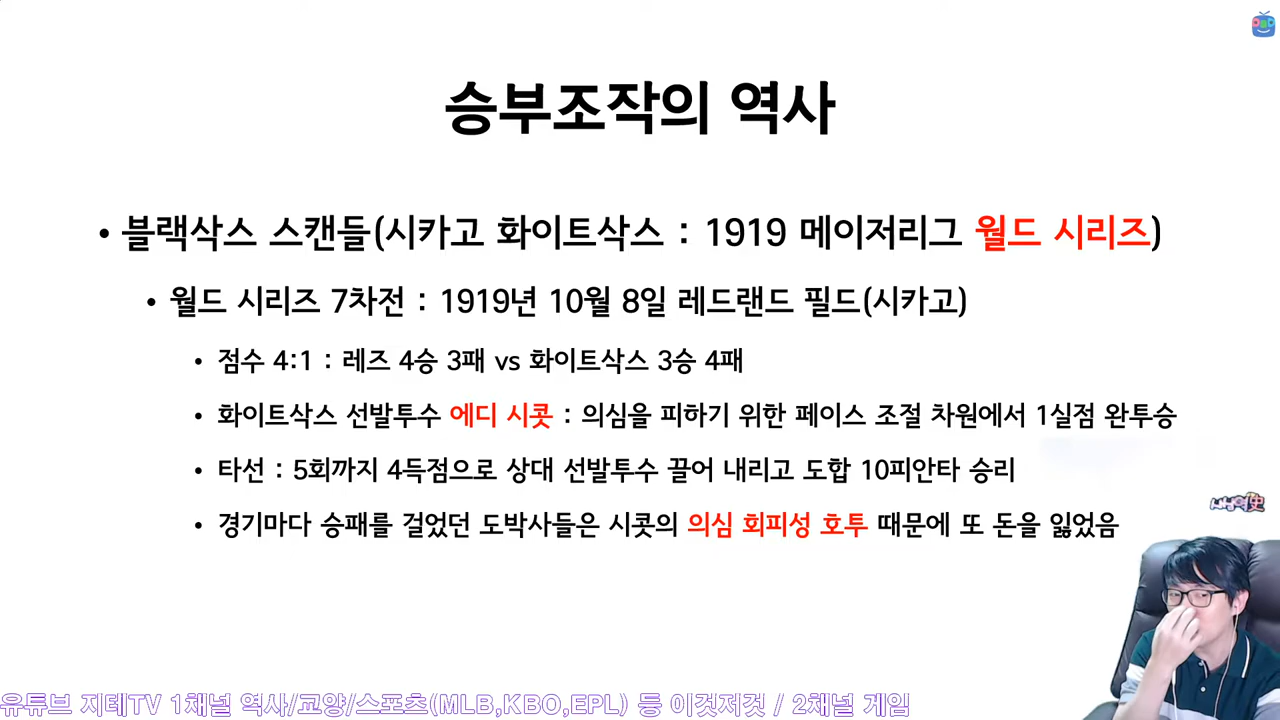 승부조작의 역사
• 블랙삭스 스캔들(시카고 화이트삭스 : 1919 메이저리그 월드 시리즈)
• 월드 시리즈 7차전 : 1919년 10월 8일 레드랜드 필드(시카고)
• 점수 4:1 : 레즈 4승 3패 vs 화이트삭스 3승 4패
• 화이트삭스 선발투수 에디 시콧 : 의심을 피하기 위한 페이스 조절 차원에서 1실점 완투승
• 타선 : 5회까지 4득점으로 상대 선발투수 끌어 내리고 도합 10피안타 승리
• 경기마다 승패를 걸었던 도박사들은 시콧의 의심 회피성 호투 때문에 또 돈을 잃었음
유튜브 지테TV 1채널 역사/교양/스포츠(MLB,KBO,EPL) 등 이것저것 / 2채널 게임